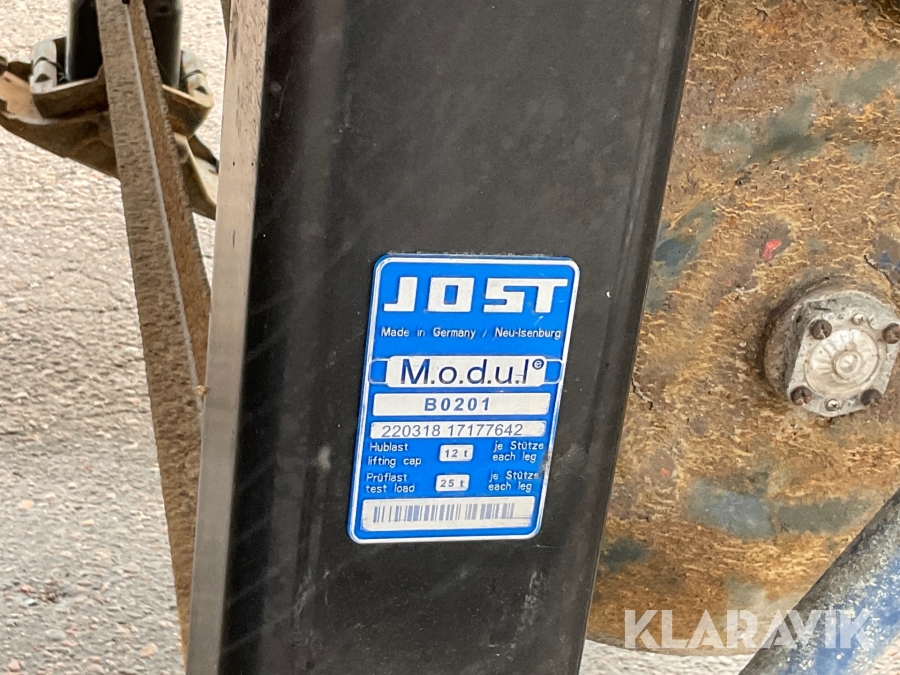 JOST
Made in Germany / Neu-Isenburg
M.o.d.u.l®
B0201
220318 17177642
Hublast 12 t je Stütze
lifting cap each leg
Prüflast 25 t je Stütze
test load each leg
KLARAVIK